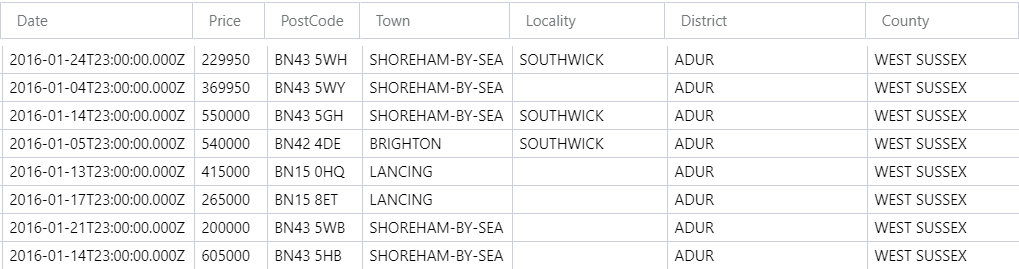 Date Price PostCode Town Locality District County
2016-01-24T23:00:00.000Z 229950 BN43 5WH SHOREHAM-BY-SEA SOUTHWICK ADUR WEST SUSSEX
2016-01-04T23:00:00.000Z 369950 BN43 5WY SHOREHAM-BY-SEA ADUR WEST SUSSEX
2016-01-14T23:00:00.000Z 550000 BN43 5GH SHOREHAM-BY-SEA SOUTHWICK ADUR WEST SUSSEX
2016-01-05T23:00:00.000Z 540000 BN42 4DE BRIGHTON SOUTHWICK ADUR WEST SUSSEX
2016-01-13T23:00:00.000Z 415000 BN15 0HQ LANCING ADUR WEST SUSSEX
2016-01-17T23:00:00.000Z 265000 BN15 8ET LANCING ADUR WEST SUSSEX
2016-01-21T23:00:00.000Z 200000 BN43 5WB SHOREHAM-BY-SEA ADUR WEST SUSSEX
2016-01-14T23:00:00.000Z 605000 BN43 5HB SHOREHAM-BY-SEA ADUR WEST SUSSEX